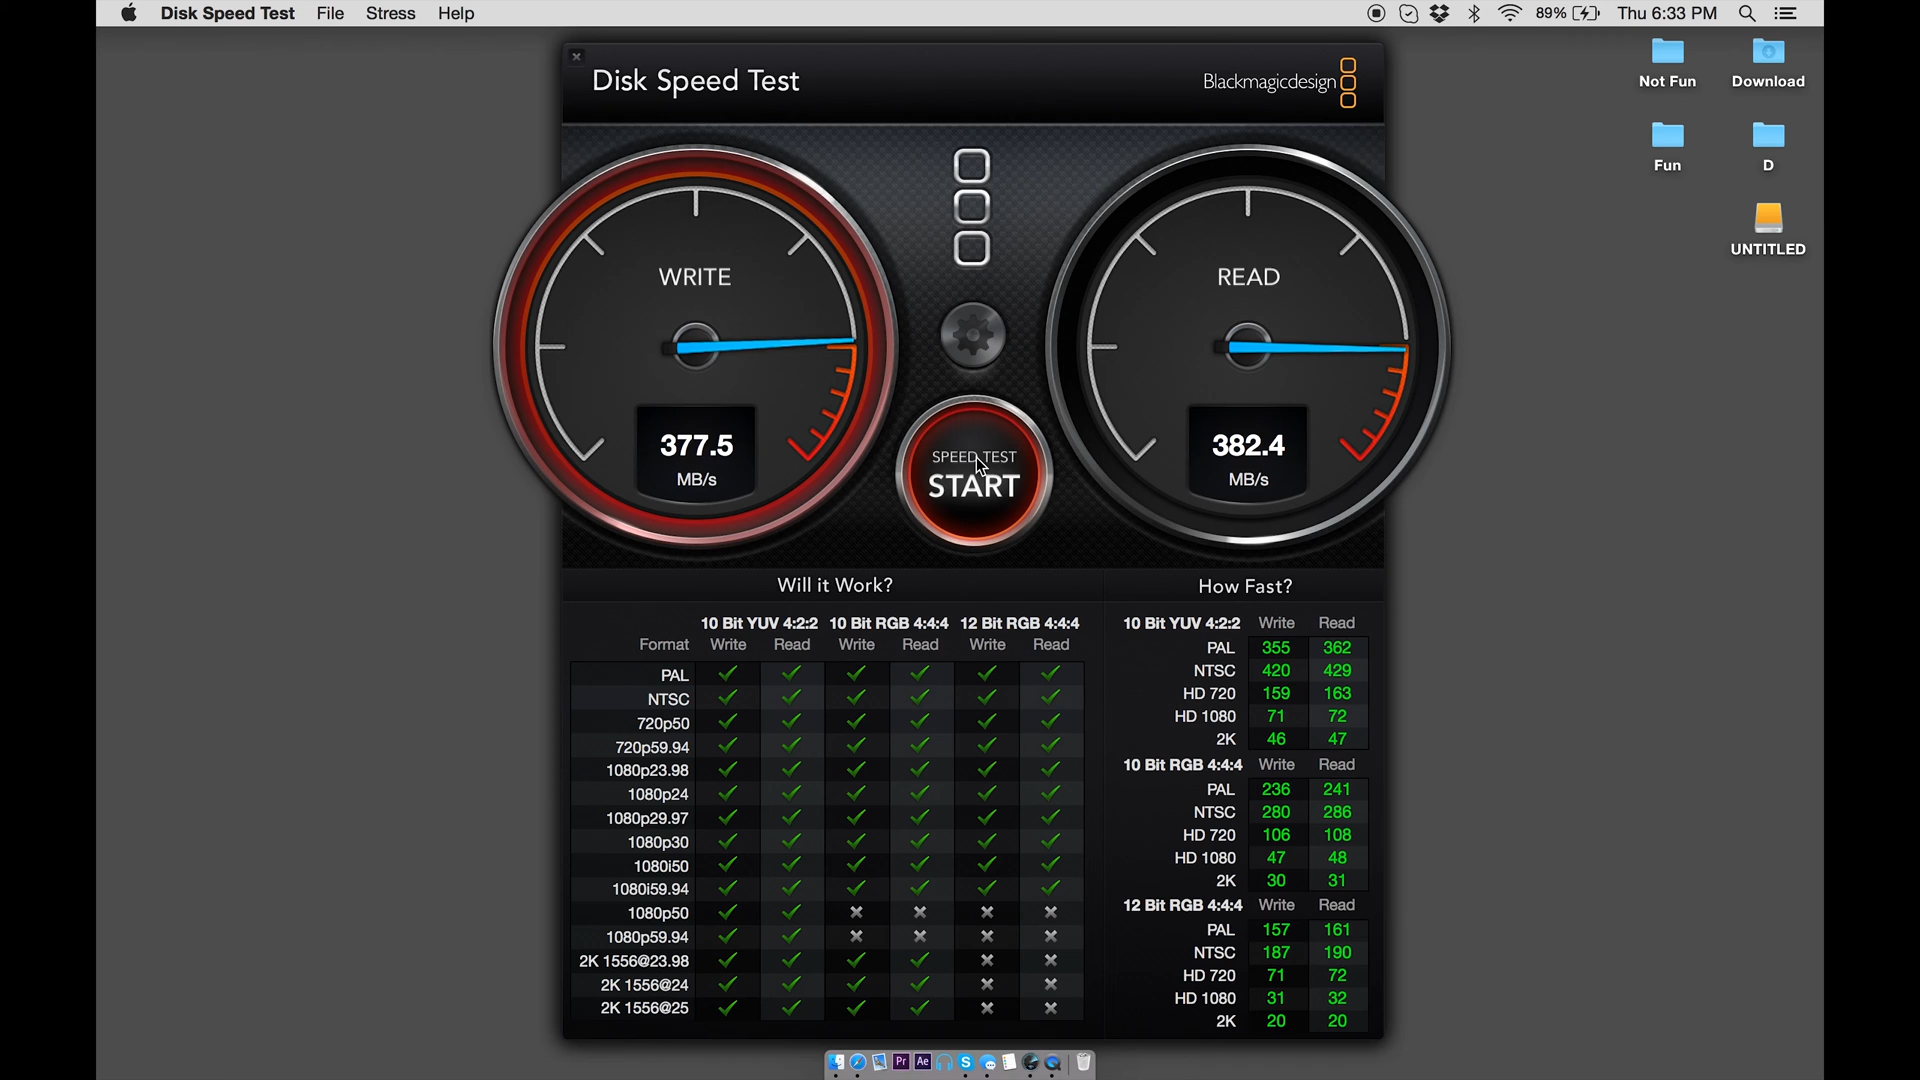 Disk Speed Test File Stress Help 89% Thu 6:33 PM
Not Fun Download
Fun D
UNTITLED
Disk Speed Test
Blackmagicdesign
WRITE
377.5
MB/s
SPEED TEST
START
READ
382.4
MB/s
Will it Work?
10 Bit YUV 4:2:2 10 Bit RGB 4:4:4 12 Bit RGB 4:4:4
Format Write Read Write Read Write Read
PAL
NTSC
720p50
720p59.94
1080p23.98
1080p24
1080p29.97
1080p30
1080i50
1080i59.94
1080p50
1080p59.94
2K 1556@23.98
2K 1556@24
2K 1556@25
How Fast?
10 Bit YUV 4:2:2 Write Read
PAL 355 362
NTSC 420 429
HD 720 159 163
HD 1080 71 72
2K 46 47
10 Bit RGB 4:4:4 Write Read
PAL 236 241
NTSC 280 286
HD 720 106 108
HD 1080 47 48
2K 30 31
12 Bit RGB 4:4:4 Write Read
PAL 157 161
NTSC 187 190
HD 720 71 72
HD 1080 31 32
2K 20 20
Pr Ae S